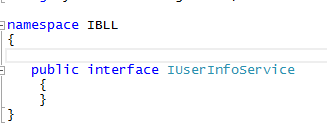 namespace IBLL
{
public interface IUserInfoService
{
}
}